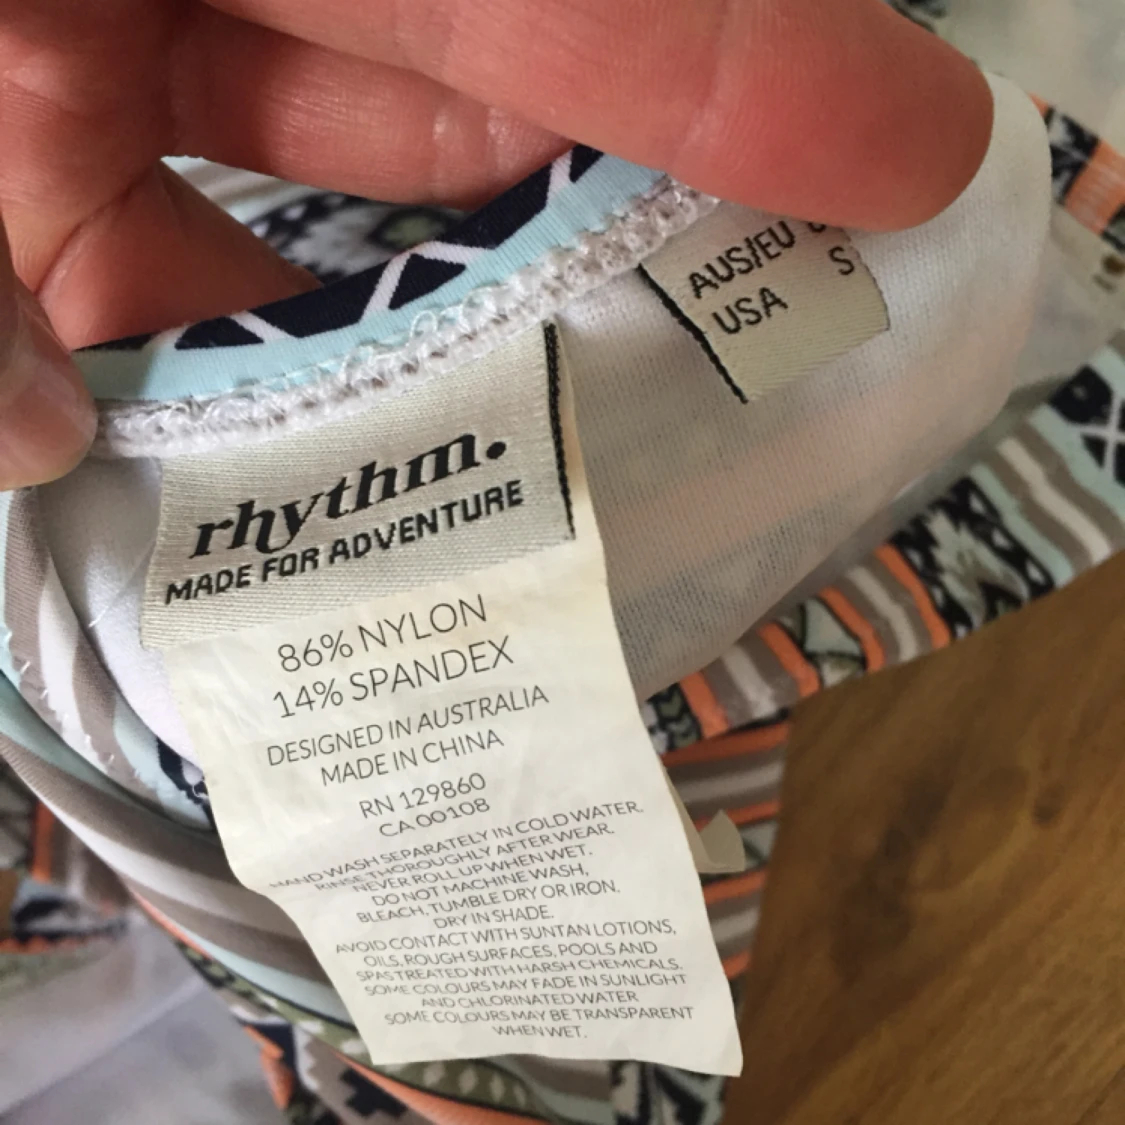 AUS/EU
USA S
rhythm.
MADE FOR ADVENTURE
86% NYLON
14% SPANDEX
DESIGNED IN AUSTRALIA
MADE IN CHINA
RN 129860
CA 00108
HAND WASH SEPARATELY IN COLD WATER.
RINSE THOROUGHLY AFTER WEAR.
NEVER ROLL UP WHEN WET.
DO NOT MACHINE WASH,
BLEACH, TUMBLE DRY OR IRON.
DRY IN SHADE.
AVOID CONTACT WITH SUNTAN LOTIONS,
OILS, ROUGH SURFACES, POOLS AND
SPAS TREATED WITH HARSH CHEMICALS.
SOME COLOURS MAY FADE IN SUNLIGHT
AND CHLORINATED WATER
SOME COLOURS MAY BE TRANSPARENT
WHEN WET.